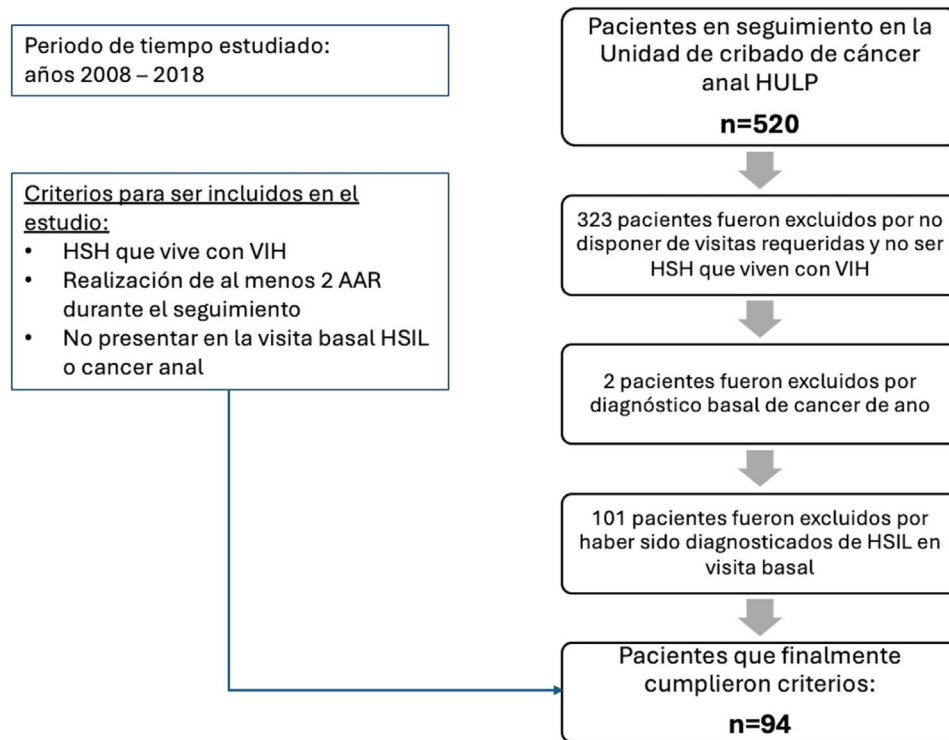 Periodo de tiempo estudiado:
años 2008 – 2018
Criterios para ser incluidos en el
estudio:
• HSH que vive con VIH
• Realización de al menos 2 AAR
durante el seguimiento
• No presentar en la visita basal HSIL
o cancer anal
Pacientes en seguimiento en la
Unidad de cribado de cáncer
anal HULP
n=520
323 pacientes fueron excluidos por no
disponer de visitas requeridas y no ser
HSH que viven con VIH
2 pacientes fueron excluidos por
diagnóstico basal de cancer de ano
101 pacientes fueron excluidos por
haber sido diagnosticados de HSIL en
visita basal
Pacientes que finalmente
cumplieron criterios:
n=94